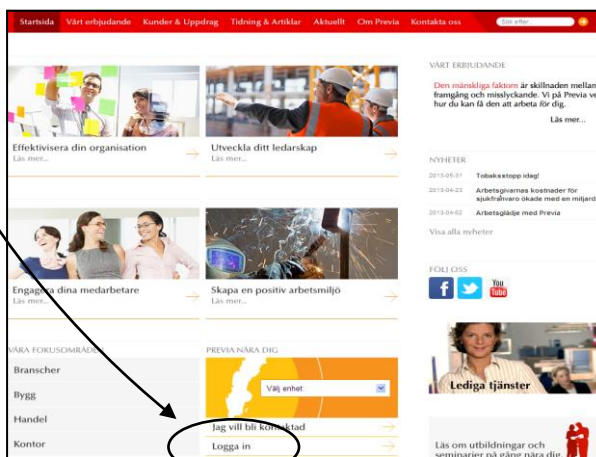 Startsida Vårt erbjudande Kunder & Uppdrag Tidning & Artiklar Aktuellt Om Previa Kontakta oss Sök efter...
Effektivisera din organisation
Läs mer...
Utveckla ditt ledarskap
Läs mer...
Engagera dina medarbetare
Läs mer...
Skapa en positiv arbetsmiljö
Läs mer...
VÅRA FOKUSOMRÅDEN
Branscher
Bygg
Handel
Kontor
PREVIA NÄRA DIG
Välj enhet
Jag vill bli kontaktad
Logga in
VÅRT ERBJUDANDE
Den mänskliga faktorn är skillnaden mellan
framgång och misslyckande. Vi på Previa ve
hur du kan få den att arbeta för dig.
Läs mer...
NYHETER
2013-05-31 Tobaksstopp idag!
2013-04-23 Arbetsgivarnas kostnader för
sjukfrånvaro ökade med en miljard
2013-04-02 Arbetsglädje med Previa
Visa alla nyheter
FÖLJ OSS
f
You
Tube
Lediga tjänster
Läs om utbildningar och
seminarier på gång nära dig.